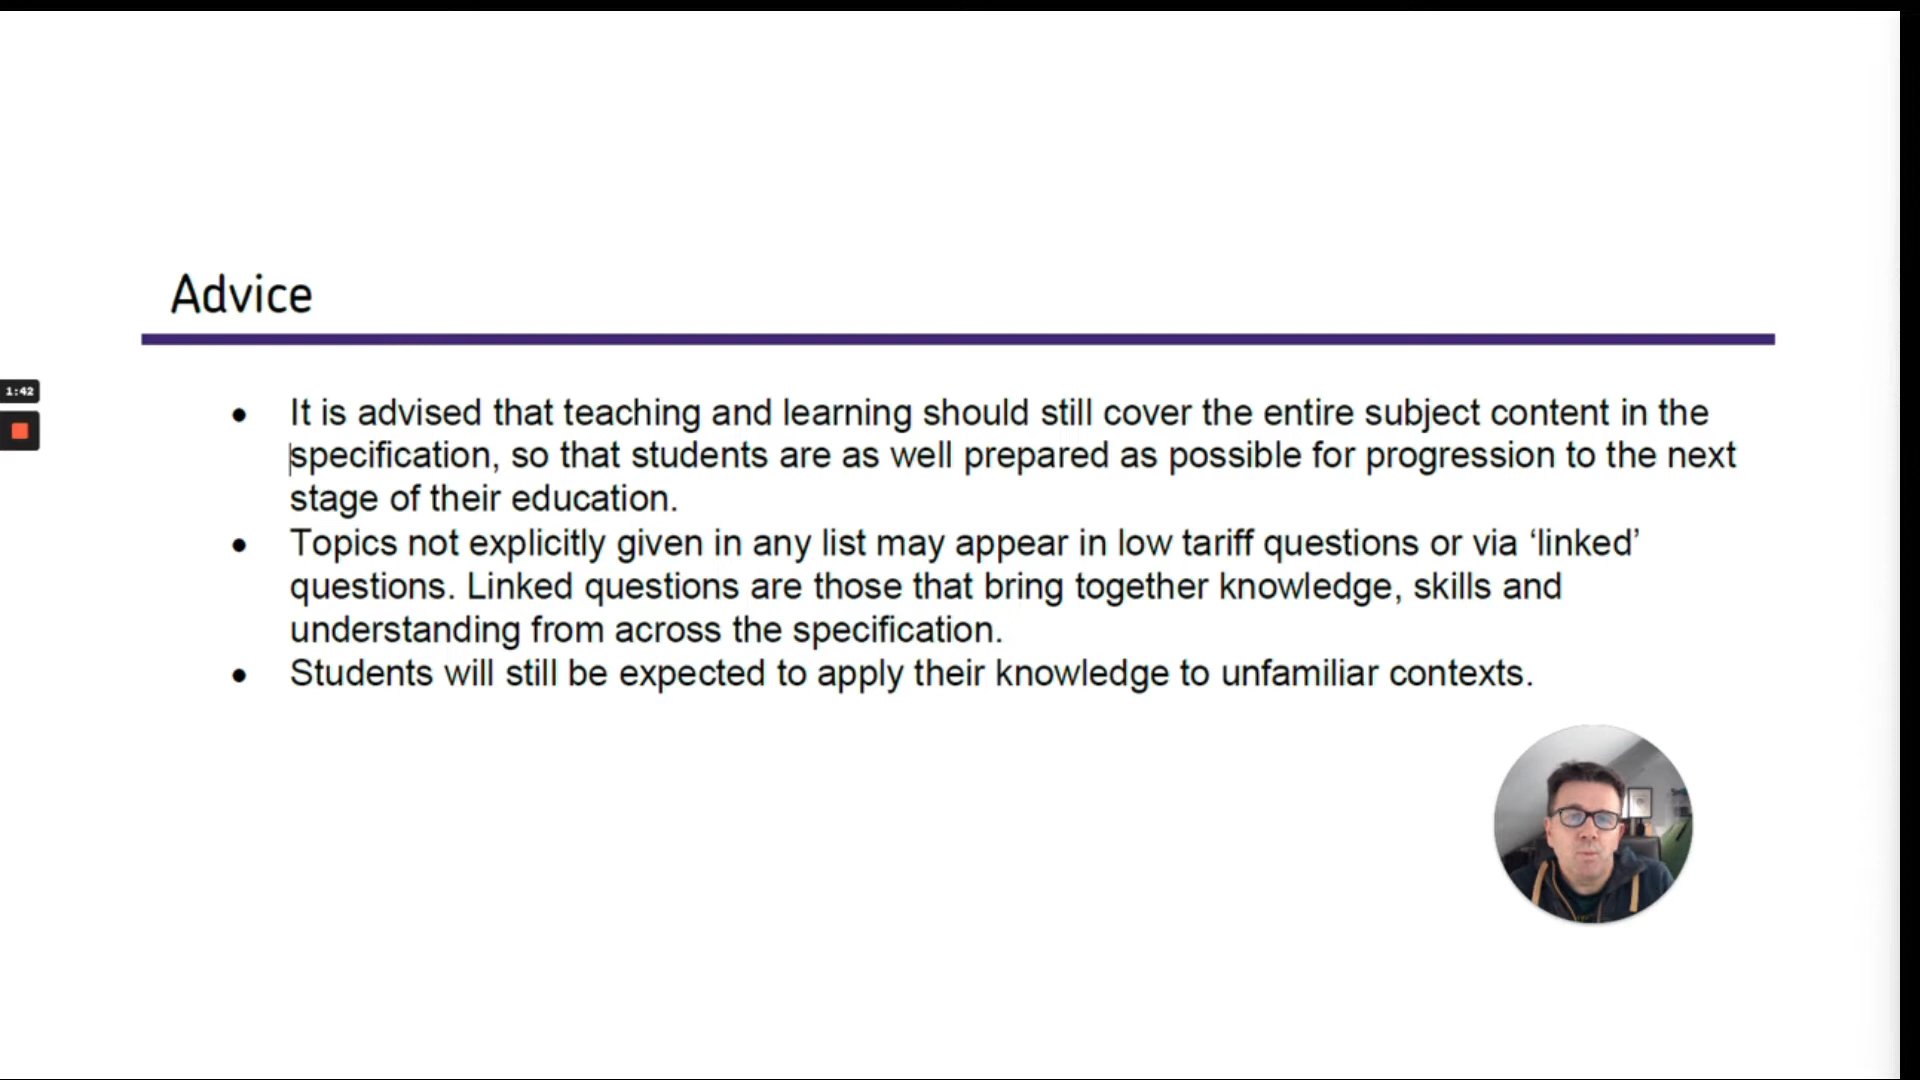 Advice
1:42
• It is advised that teaching and learning should still cover the entire subject content in the
specification, so that students are as well prepared as possible for progression to the next
stage of their education.
• Topics not explicitly given in any list may appear in low tariff questions or via ‘linked’
questions. Linked questions are those that bring together knowledge, skills and
understanding from across the specification.
• Students will still be expected to apply their knowledge to unfamiliar contexts.